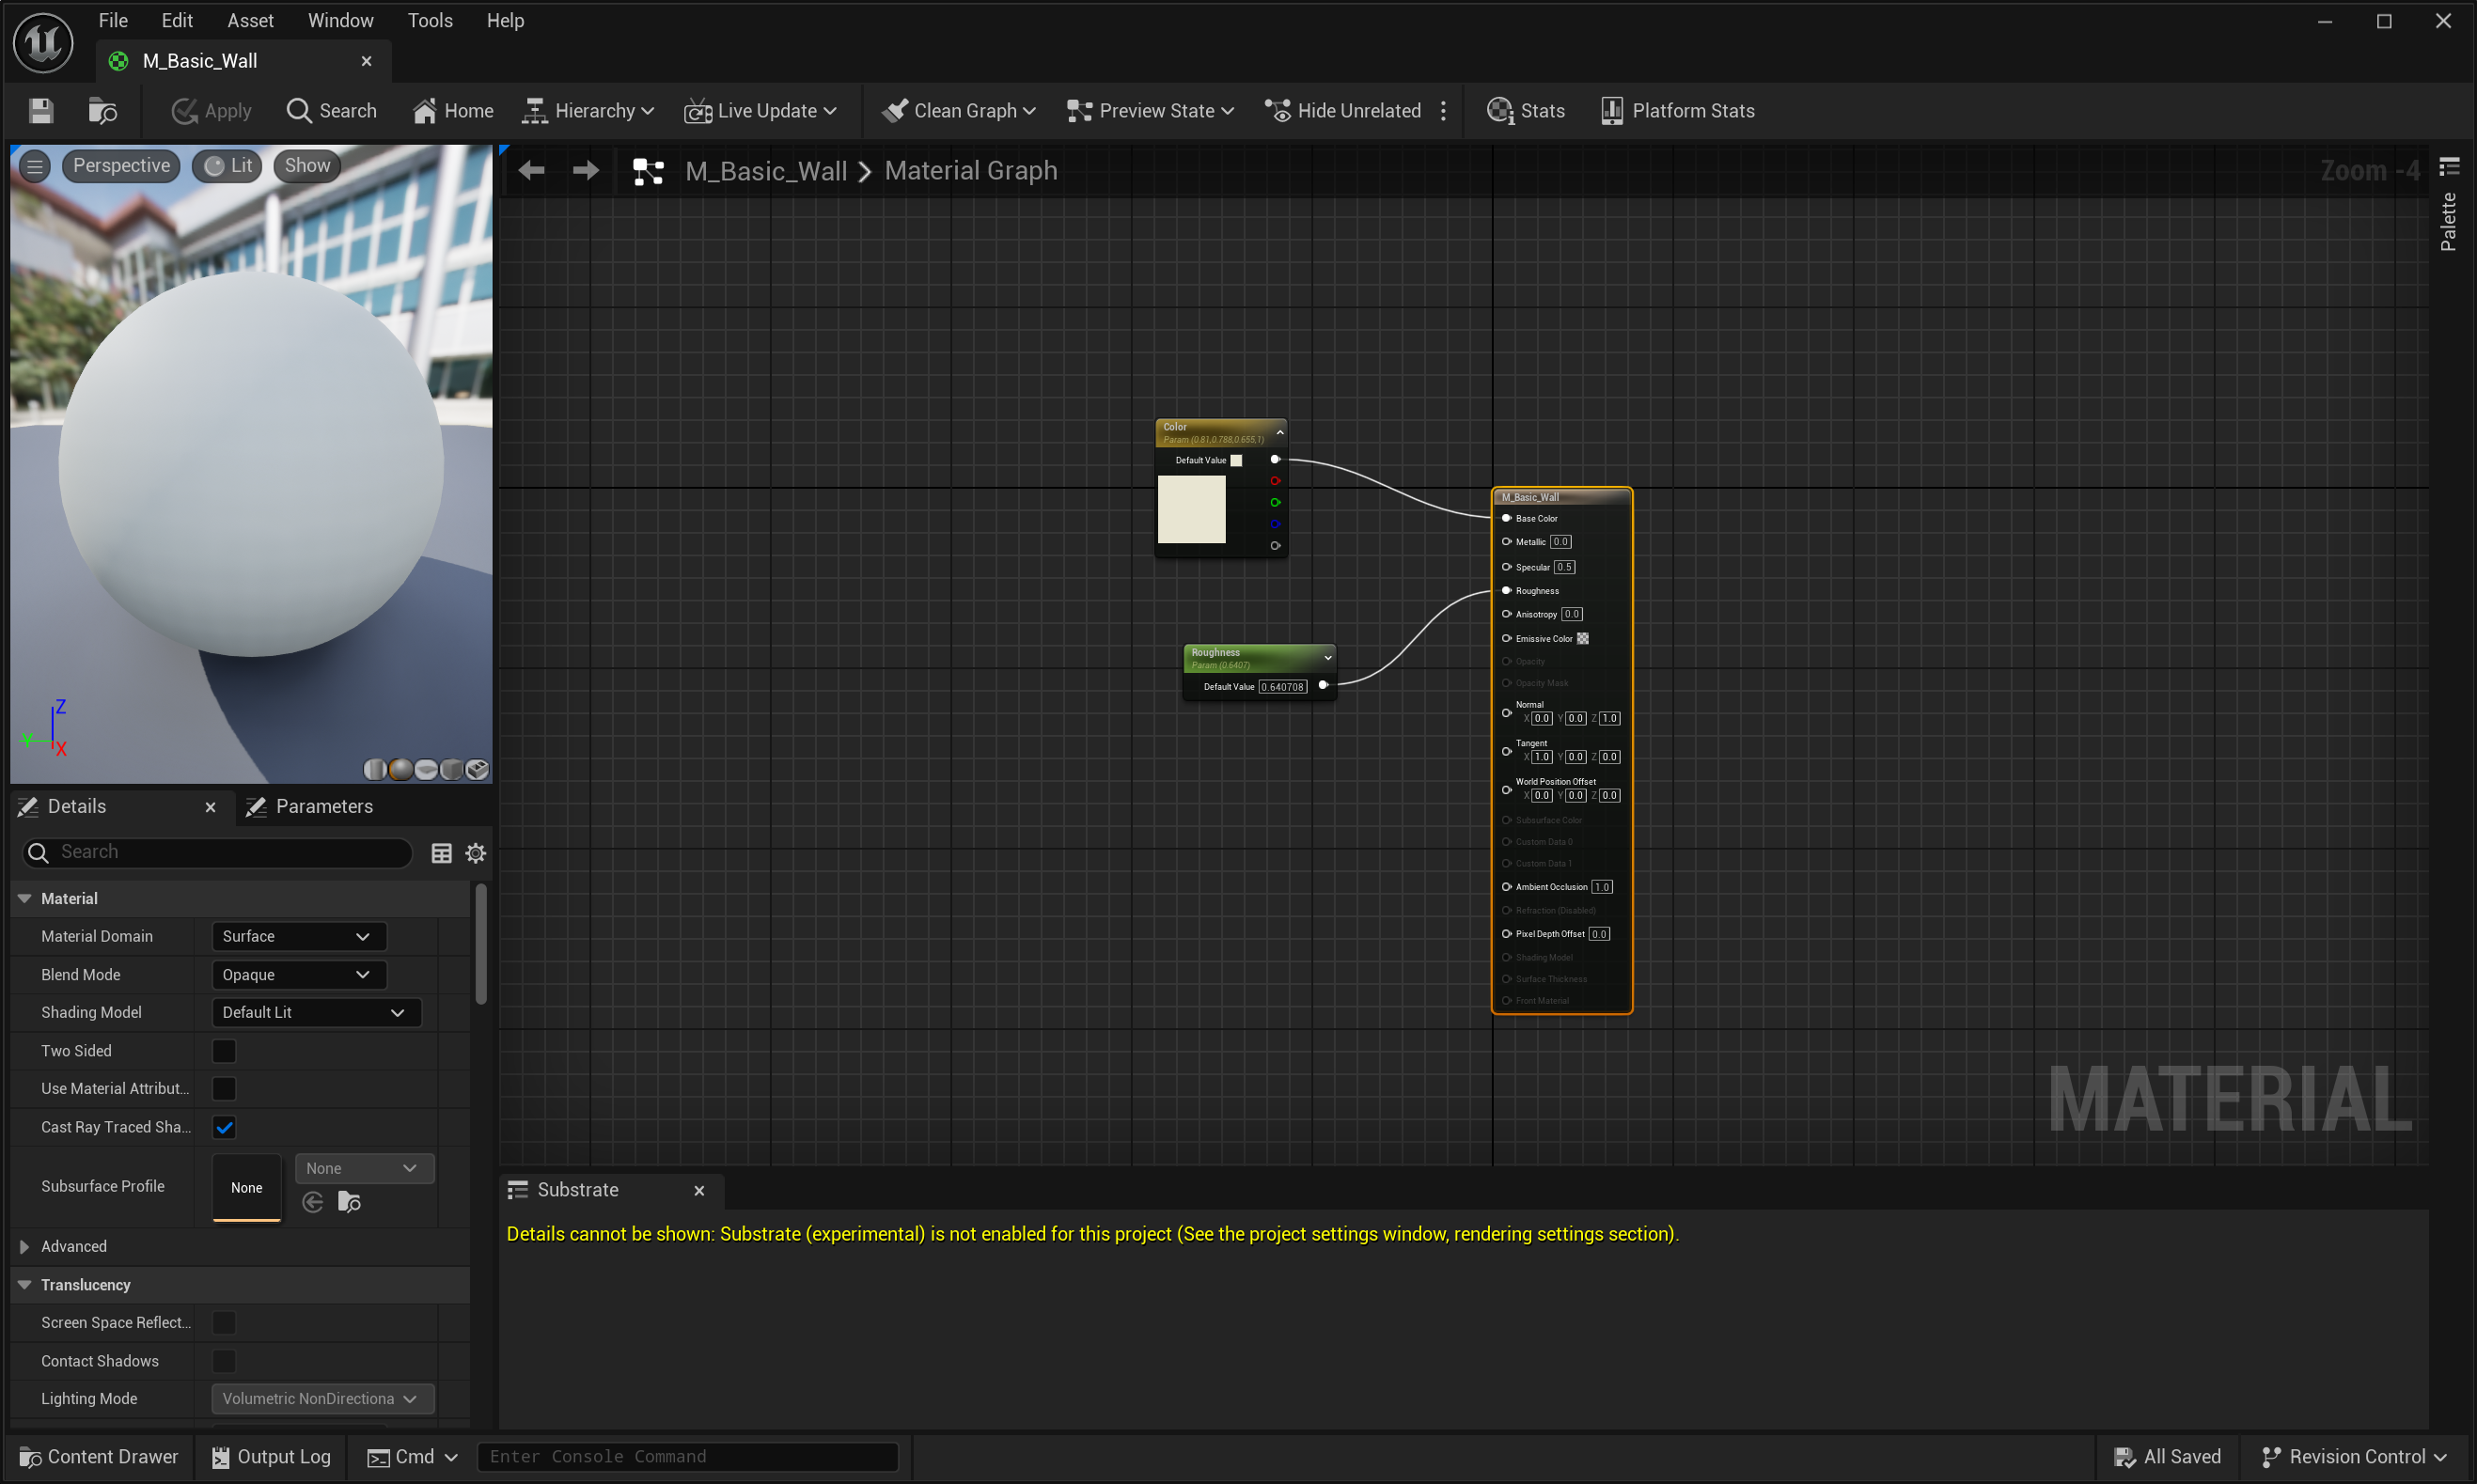 File Edit Asset Window Tools Help
M_Basic_Wall
Apply Search Home Hierarchy Live Update Clean Graph Preview State Hide Unrelated Stats Platform Stats
Perspective Lit Show
M_Basic_Wall Material Graph
Zoom -4
Palette
Color
Param (0.81,0.788,0.655,1)
Default Value
Roughness
Param (0.6407)
Default Value 0.640708
M_Basic_Wall
Base Color
Metallic 0.0
Specular 0.5
Roughness
Anisotropy 0.0
Emissive Color
Opacity
Opacity Mask
Normal
X 0.0 Y 0.0 Z 1.0
Tangent
X 1.0 Y 0.0 Z 0.0
World Position Offset
X 0.0 Y 0.0 Z 0.0
Subsurface Color
Custom Data 0
Custom Data 1
Ambient Occlusion 1.0
Refraction (Disabled)
Pixel Depth Offset 0.0
Shading Model
Surface Thickness
Front Material
MATERIAL
Z
Y
X
Details Parameters
Search
Material
Material Domain Surface
Blend Mode Opaque
Shading Model Default Lit
Two Sided
Use Material Attribut...
Cast Ray Traced Sha...
Subsurface Profile None None
Advanced
Translucency
Screen Space Reflect...
Contact Shadows
Lighting Mode Volumetric NonDirectiona
Substrate
Details cannot be shown: Substrate (experimental) is not enabled for this project (See the project settings window, rendering settings section).
Content Drawer Output Log Cmd Enter Console Command All Saved Revision Control